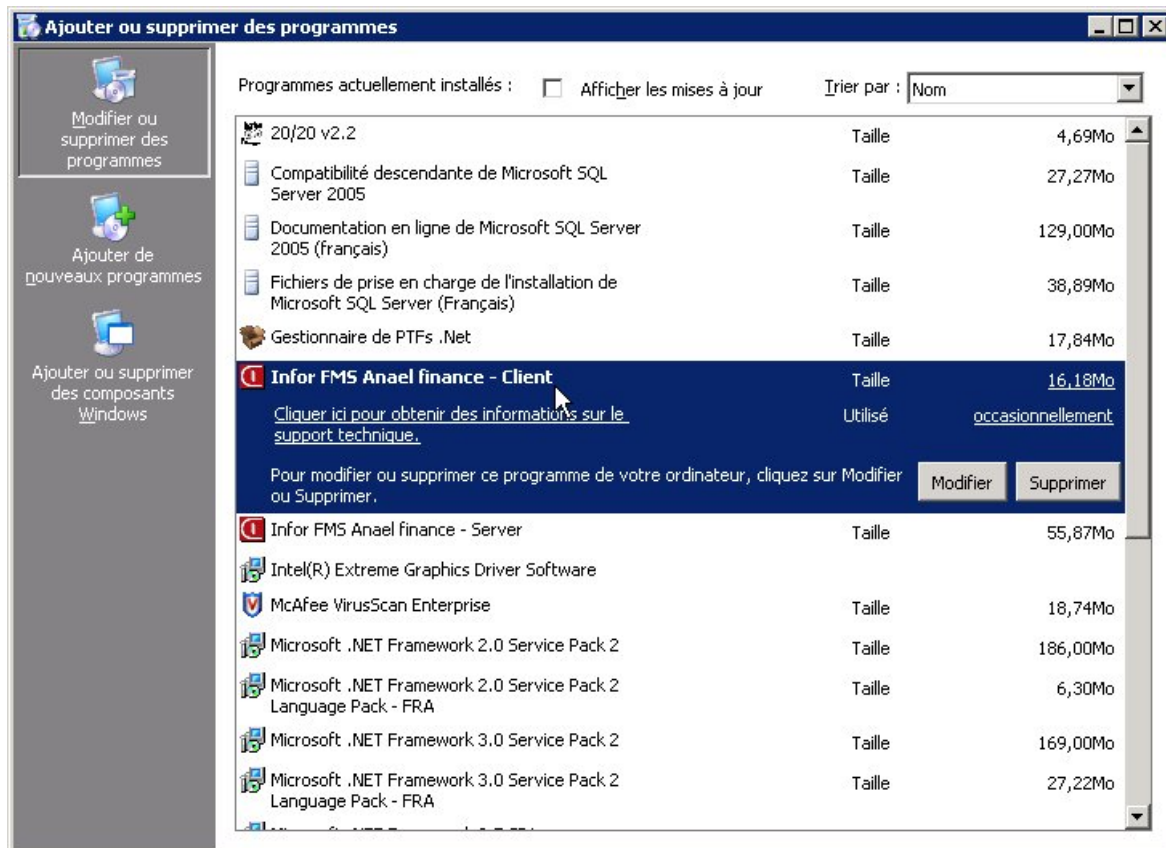 Ajouter ou supprimer des programmes
Modifier ou
supprimer des
programmes
Ajouter de
nouveaux programmes
Ajouter ou supprimer
des composants
Windows
Programmes actuellement installés : Afficher les mises à jour Trier par : Nom
20/20 v2.2 Taille 4,69Mo
Compatibilité descendante de Microsoft SQL Taille 27,27Mo
Server 2005
Documentation en ligne de Microsoft SQL Server Taille 129,00Mo
2005 (français)
Fichiers de prise en charge de l'installation de Taille 38,89Mo
Microsoft SQL Server (Français)
Gestionnaire de PTFs .Net Taille 17,84Mo
Infor FMS Anael finance - Client Taille 16,18Mo
Cliquer ici pour obtenir des informations sur le Utilisé occasionnellement
support technique.
Pour modifier ou supprimer ce programme de votre ordinateur, cliquez sur Modifier Modifier Supprimer
ou Supprimer.
Infor FMS Anael finance - Server Taille 55,87Mo
Intel(R) Extreme Graphics Driver Software
McAfee VirusScan Enterprise Taille 18,74Mo
Microsoft .NET Framework 2.0 Service Pack 2 Taille 186,00Mo
Microsoft .NET Framework 2.0 Service Pack 2 Taille 6,30Mo
Language Pack - FRA
Microsoft .NET Framework 3.0 Service Pack 2 Taille 169,00Mo
Microsoft .NET Framework 3.0 Service Pack 2 Taille 27,22Mo
Language Pack - FRA